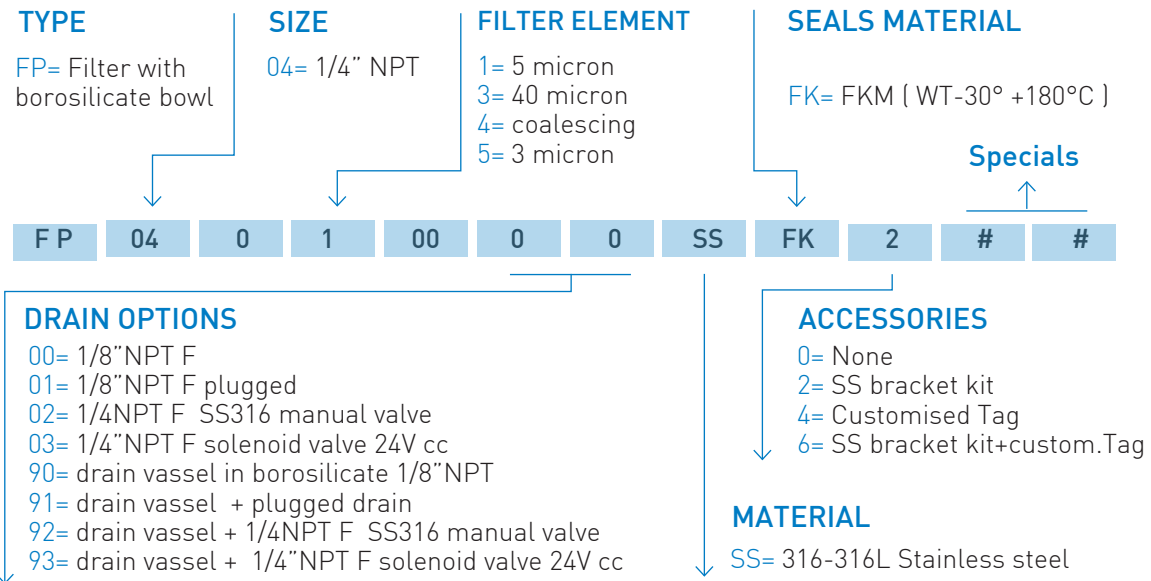 TYPE
FP= Filter with
borosilicate bowl
SIZE
04= 1/4” NPT
FILTER ELEMENT
1= 5 micron
3= 40 micron
4= coalescing
5= 3 micron
SEALS MATERIAL
FK= FKM ( WT-30° +180°C )
Specials
F P 04 0 1 00 0 0 SS FK 2 # #
DRAIN OPTIONS
00= 1/8”NPT F
01= 1/8”NPT F plugged
02= 1/4NPT F SS316 manual valve
03= 1/4”NPT F solenoid valve 24V cc
90= drain vassel in borosilicate 1/8”NPT
91= drain vassel + plugged drain
92= drain vassel + 1/4NPT F SS316 manual valve
93= drain vassel + 1/4”NPT F solenoid valve 24V cc
ACCESSORIES
0= None
2= SS bracket kit
4= Customised Tag
6= SS bracket kit+custom.Tag
MATERIAL
SS= 316-316L Stainless steel